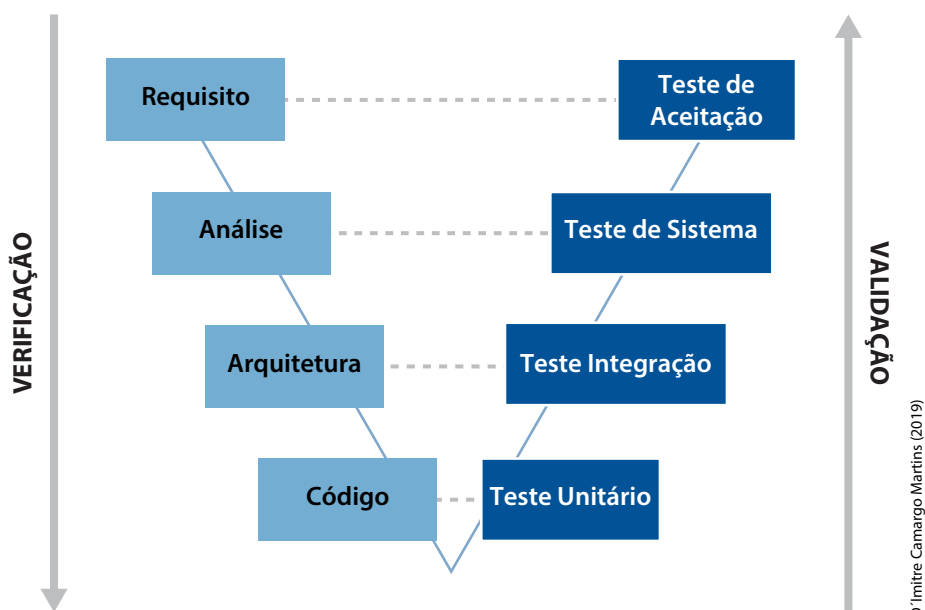 VERIFICAÇÃO
Requisito
Teste de
Aceitação
Análise
Teste de Sistema
Arquitetura
Teste Integração
Código
Teste Unitário
VALIDAÇÃO
D´Imitre Camargo Martins (2019)